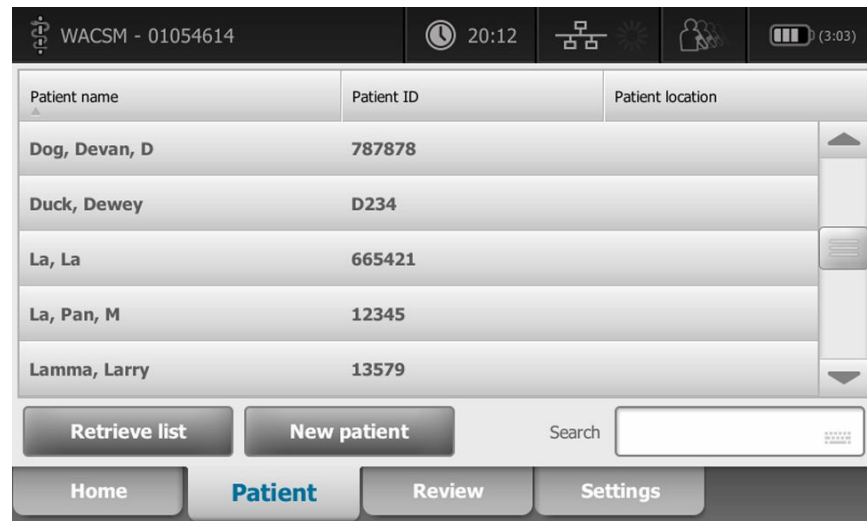 WACSM - 01054614 20:12 (3:03)
Patient name Patient ID Patient location
Dog, Devan, D 787878
Duck, Dewey D234
La, La 665421
La, Pan, M 12345
Lamma, Larry 13579
Retrieve list New patient Search
Home Patient Review Settings